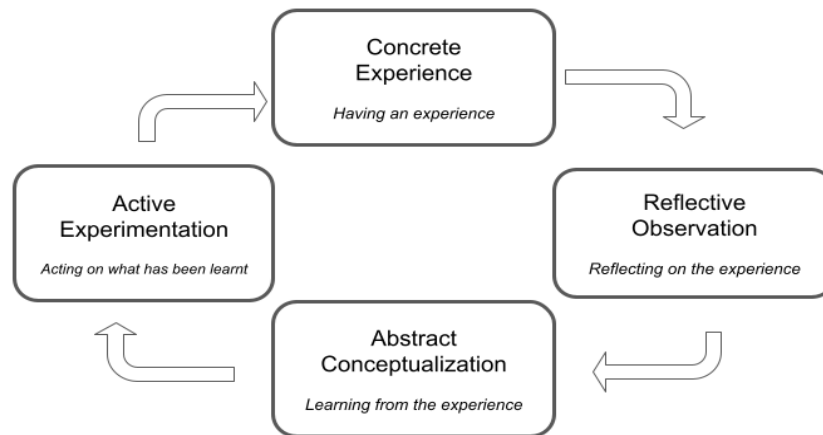 Concrete
Experience
Having an experience
Reflective
Observation
Reflecting on the experience
Abstract
Conceptualization
Learning from the experience
Active
Experimentation
Acting on what has been learnt